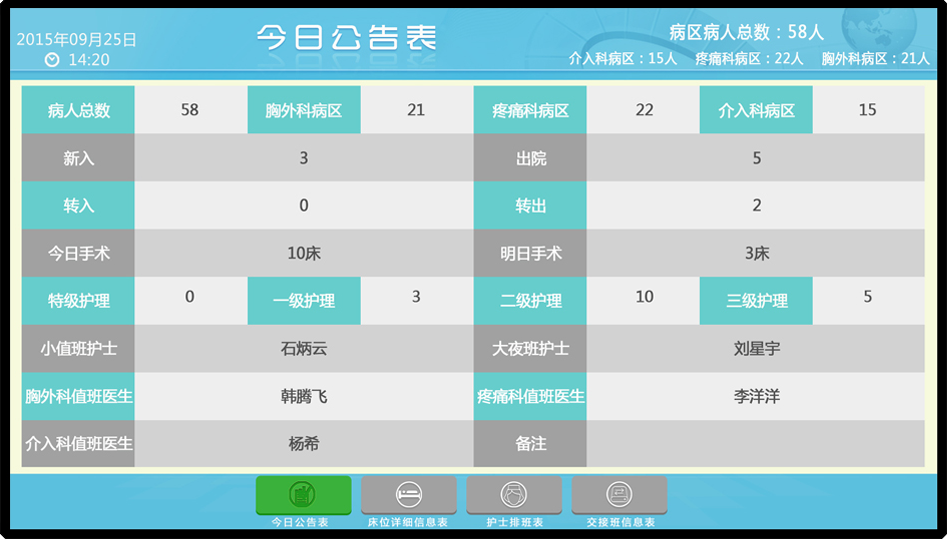 2015年09月25日
14:20
今日公告表
病区病人总数：58人
介入科病区：15人 疼痛科病区：22人 胸外科病区：21人
病人总数 58 胸外科病区 21 疼痛科病区 22 介入科病区 15
新入 3 出院 5
转入 0 转出 2
今日手术 10床 明日手术 3床
特级护理 0 一级护理 3 二级护理 10 三级护理 5
小值班护士 石炳云 大夜班护士 刘星宇
胸外科值班医生 韩腾飞 疼痛科值班医生 李洋洋
介入科值班医生 杨希 备注
今日公告表 床位详细信息表 护士排班表 交接班信息表